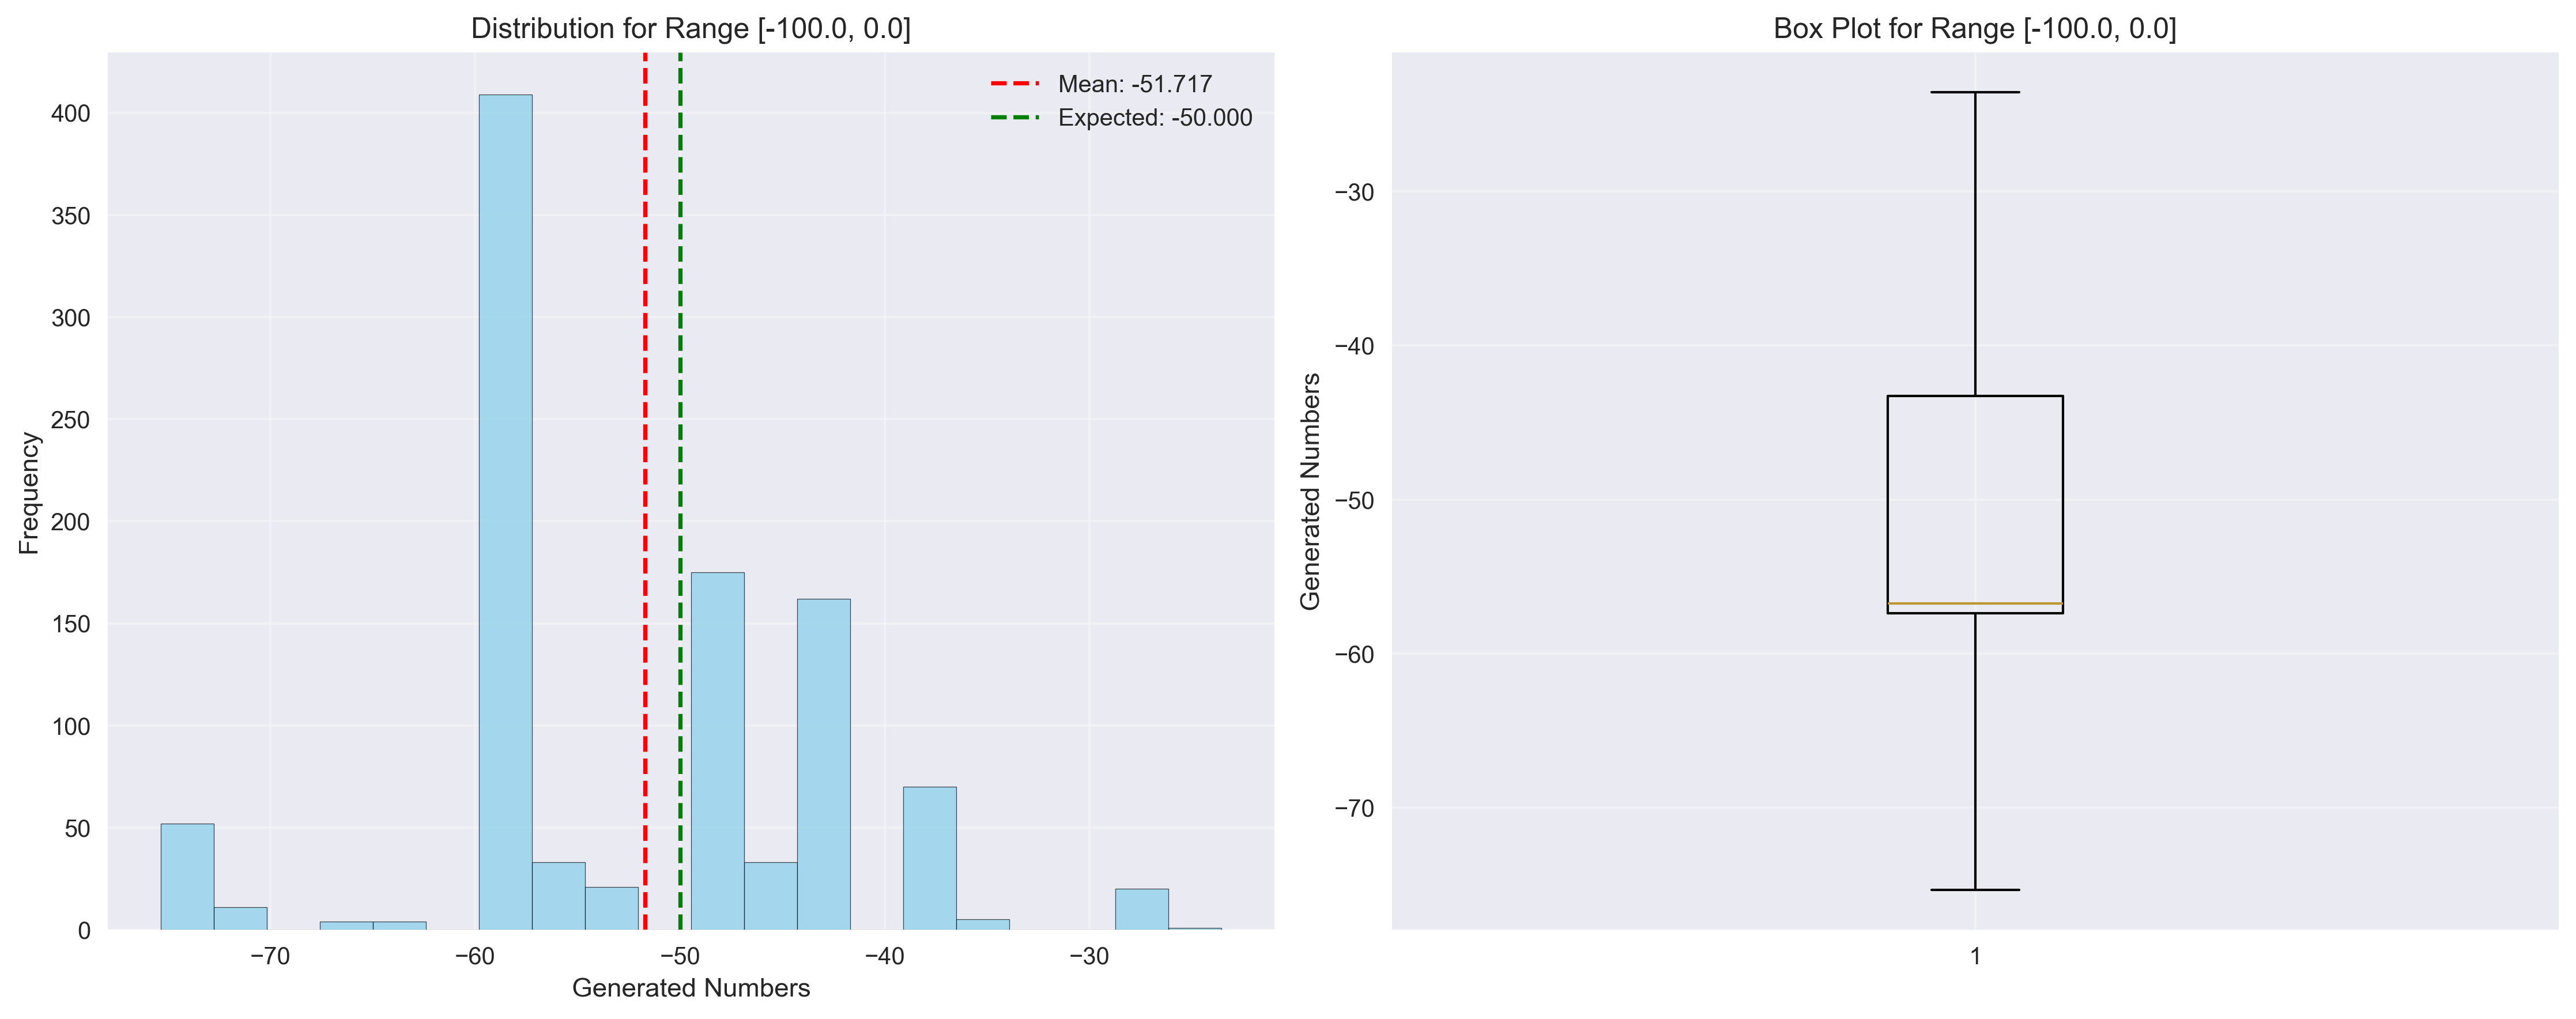 Distribution for Range [-100.0, 0.0]
Mean: -51.717
Expected: -50.000
Frequency
400
350
300
250
200
150
100
50
0
−70
−60
−50
−40
−30
Generated Numbers
Box Plot for Range [-100.0, 0.0]
Generated Numbers
−30
−40
−50
−60
−70
1